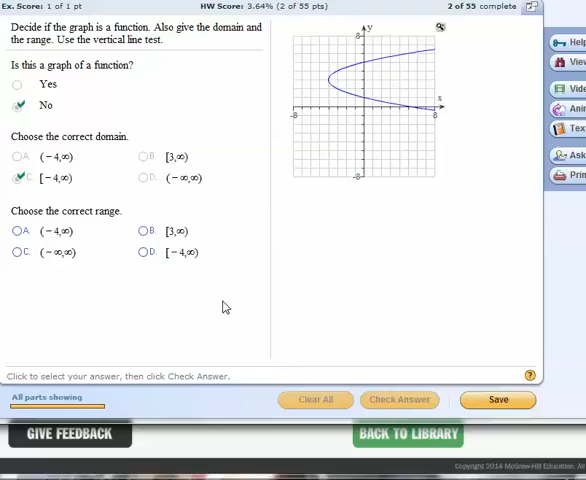 Ex. Score: 1 of 1 pt HW Score: 3.64% (2 of 55 pts) 2 of 55 complete
Decide if the graph is a function. Also give the domain and
the range. Use the vertical line test.
Is this a graph of a function?
Yes
No
Choose the correct domain.
A. (−4,∞) B. [3,∞)
C. [−4,∞) D. (−∞,∞)
Choose the correct range.
A. (−4,∞) B. [3,∞)
C. (−∞,∞) D. [−4,∞)
y
8
x
-8 8
-8
Help
View
Vide
Ani
Tex
Ask
Prin
Click to select your answer, then click Check Answer. ?
All parts showing Clear All Check Answer Save
GIVE FEEDBACK BACK TO LIBRARY
Copyright 2014 McGraw-Hill Education. All